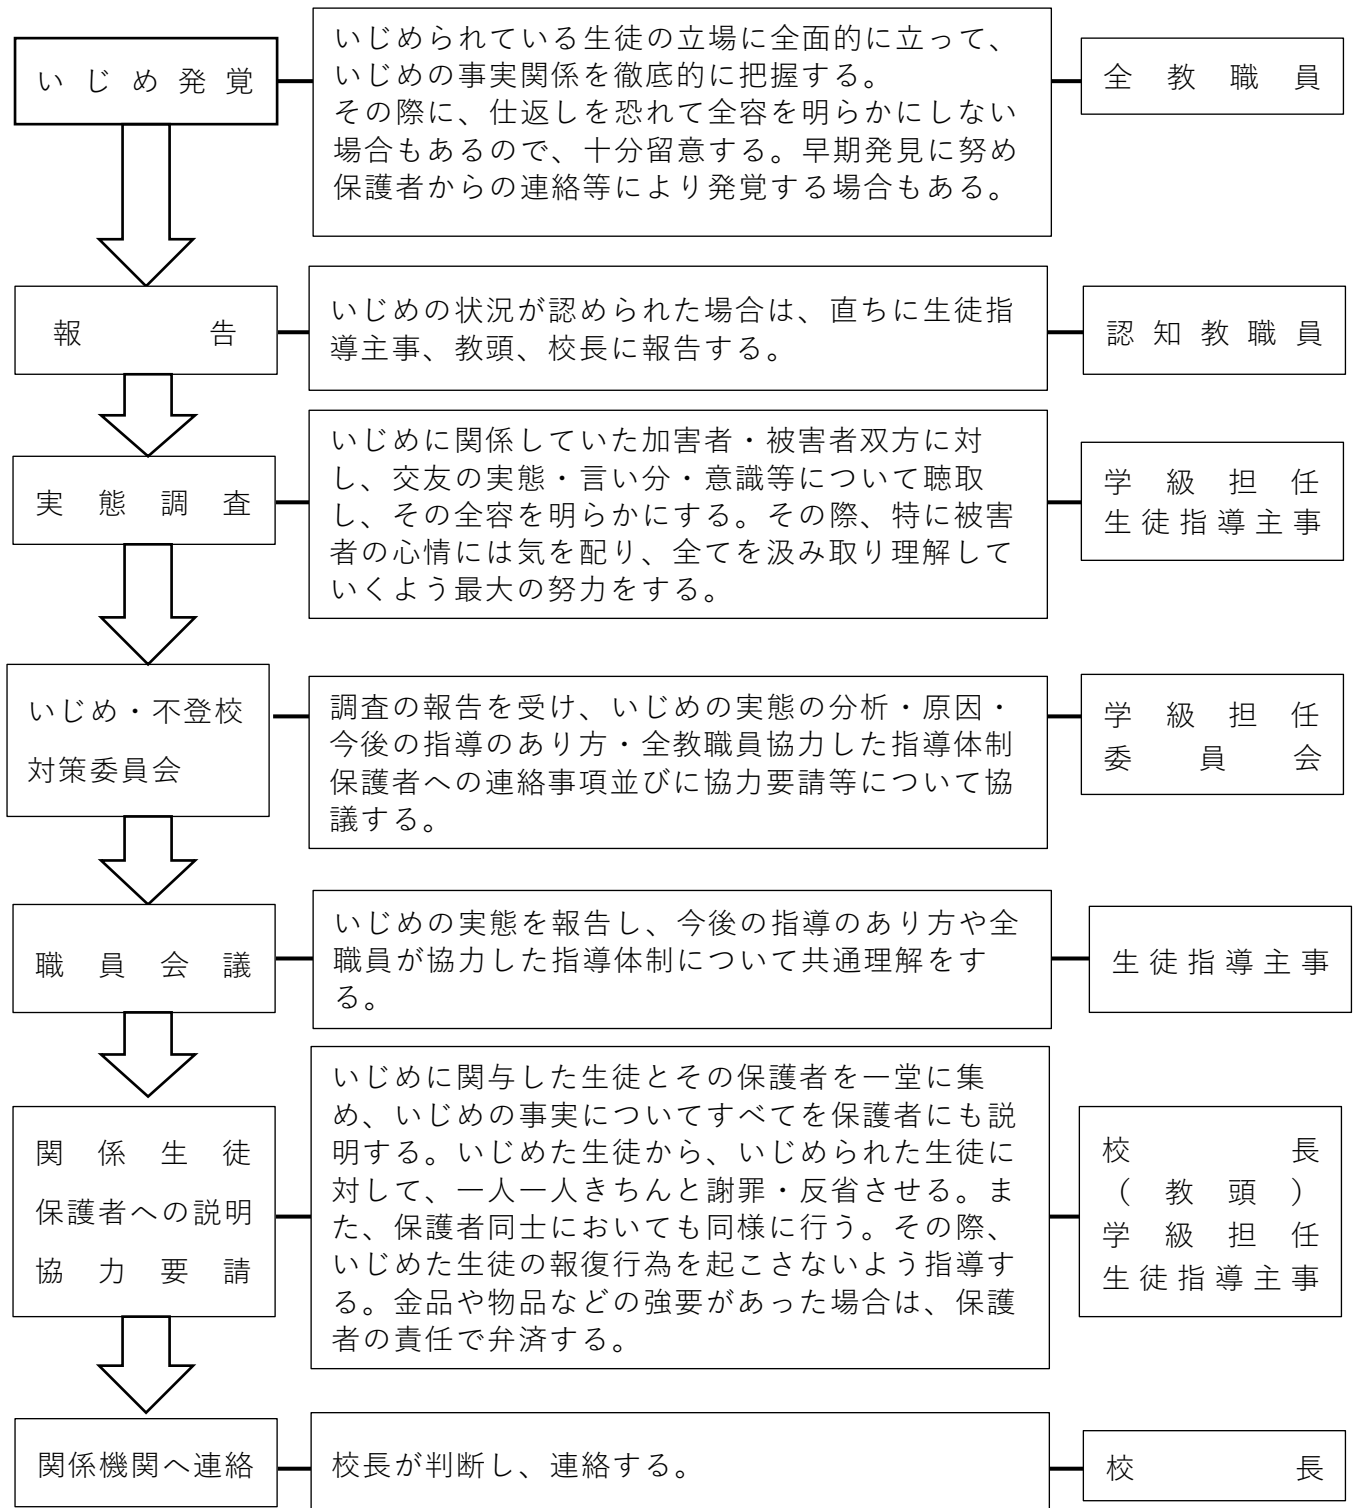 いじめ発覚
いじめられている生徒の立場に全面的に立って、
いじめの事実関係を徹底的に把握する。
その際に、仕返しを恐れて全容を明らかにしない
場合もあるので、十分留意する。早期発見に努め
保護者からの連絡等により発覚する場合もある。
全教職員
報告
いじめの状況が認められた場合は、直ちに生徒指
導主事、教頭、校長に報告する。
認知教職員
実態調査
いじめに関係していた加害者・被害者双方に対
し、交友の実態・言い分・意識等について聴取
し、その全容を明らかにする。その際、特に被害
者の心情には気を配り、全てを汲み取り理解して
いくよう最大の努力をする。
学級担任
生徒指導主事
いじめ・不登校
対策委員会
調査の報告を受け、いじめの実態の分析・原因・
今後の指導のあり方・全教職員協力した指導体制
保護者への連絡事項並びに協力要請等について協
議する。
学級担任
委員会
職員会議
いじめの実態を報告し、今後の指導のあり方や全
職員が協力した指導体制について共通理解をす
る。
生徒指導主事
関係生徒
保護者への説明
協力要請
いじめに関与した生徒とその保護者を一堂に集
め、いじめの事実についてすべてを保護者にも説
明する。いじめた生徒から、いじめられた生徒に
対して、一人一人きちんと謝罪・反省させる。ま
た、保護者同士においても同様に行う。その際、
いじめた生徒の報復行為を起こさないよう指導す
る。金品や物品などの強要があった場合は、保護
者の責任で弁済する。
校長
(教頭)
学級担任
生徒指導主事
関係機関へ連絡
校長が判断し、連絡する。
校長